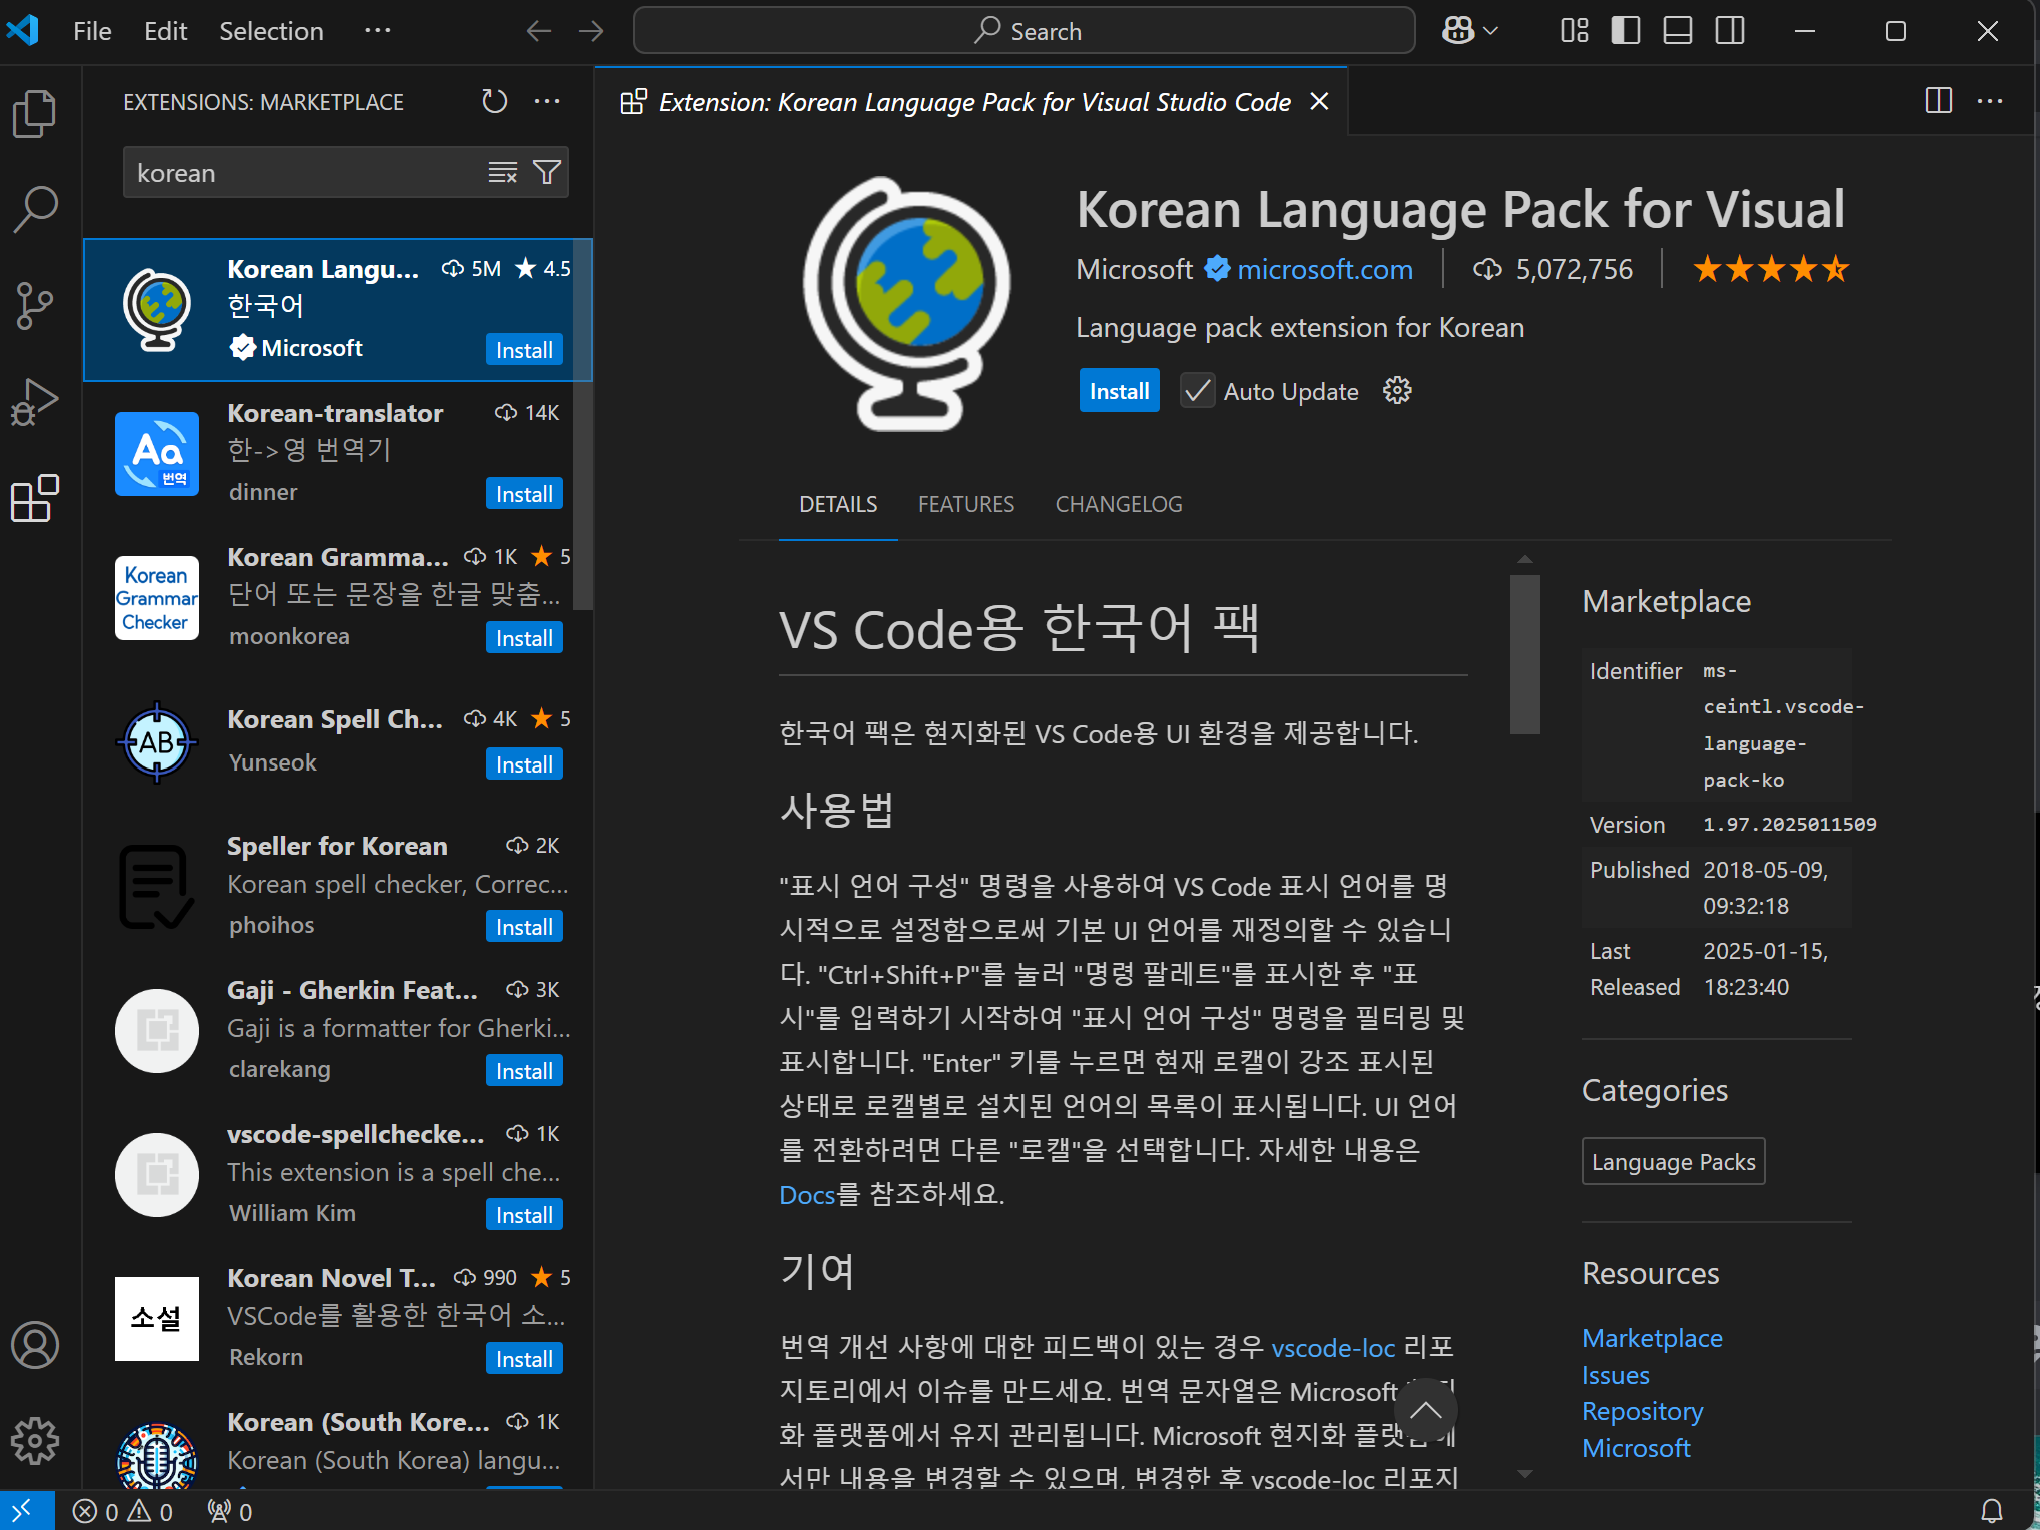 File Edit Selection ··· Search
EXTENSIONS: MARKETPLACE
korean
Korean Langu... 5M 4.5
한국어
Microsoft Install
Korean-translator 14K
한->영 번역기
dinner Install
Aa
번역
Korean Gramma... 1K 5
단어 또는 문장을 한글 맞춤...
moonkorea Install
Korean
Grammar
Checker
Korean Spell Ch... 4K 5
Yunseok Install
AB
Speller for Korean 2K
Korean spell checker, Correc...
phoihos Install
Gaji - Gherkin Feat... 3K
Gaji is a formatter for Gherki...
clarekang Install
vscode-spellchecke... 1K
This extension is a spell che...
William Kim Install
Korean Novel T... 990 5
VSCode를 활용한 한국어 소...
Rekorn Install
소설
Korean (South Kore... 1K
Korean (South Korea) langu...
Extension: Korean Language Pack for Visual Studio Code
Korean Language Pack for Visual
Microsoft microsoft.com 5,072,756
Language pack extension for Korean
Install Auto Update
DETAILS FEATURES CHANGELOG
VS Code용 한국어 팩
한국어 팩은 현지화된 VS Code용 UI 환경을 제공합니다.
사용법
"표시 언어 구성" 명령을 사용하여 VS Code 표시 언어를 명
시적으로 설정함으로써 기본 UI 언어를 재정의할 수 있습니
다. "Ctrl+Shift+P"를 눌러 "명령 팔레트"를 표시한 후 "표
시"를 입력하기 시작하여 "표시 언어 구성" 명령을 필터링 및
표시합니다. "Enter" 키를 누르면 현재 로캘이 강조 표시된
상태로 로캘별로 설치된 언어의 목록이 표시됩니다. UI 언어
를 전환하려면 다른 "로캘"을 선택합니다. 자세한 내용은
Docs를 참조하세요.
기여
번역 개선 사항에 대한 피드백이 있는 경우 vscode-loc 리포
지토리에서 이슈를 만드세요. 번역 문자열은 Microsoft
화 플랫폼에서 유지 관리됩니다. Microsoft 현지화
서만 내용을 변경할 수 있으며, 변경한 후 vscode-loc 리포지
Marketplace
Identifier ms-
ceintl.vscode-
language-
pack-ko
Version 1.97.2025011509
Published 2018-05-09,
09:32:18
Last 2025-01-15,
Released 18:23:40
Categories
Language Packs
Resources
Marketplace
Issues
Repository
Microsoft
0 0 0